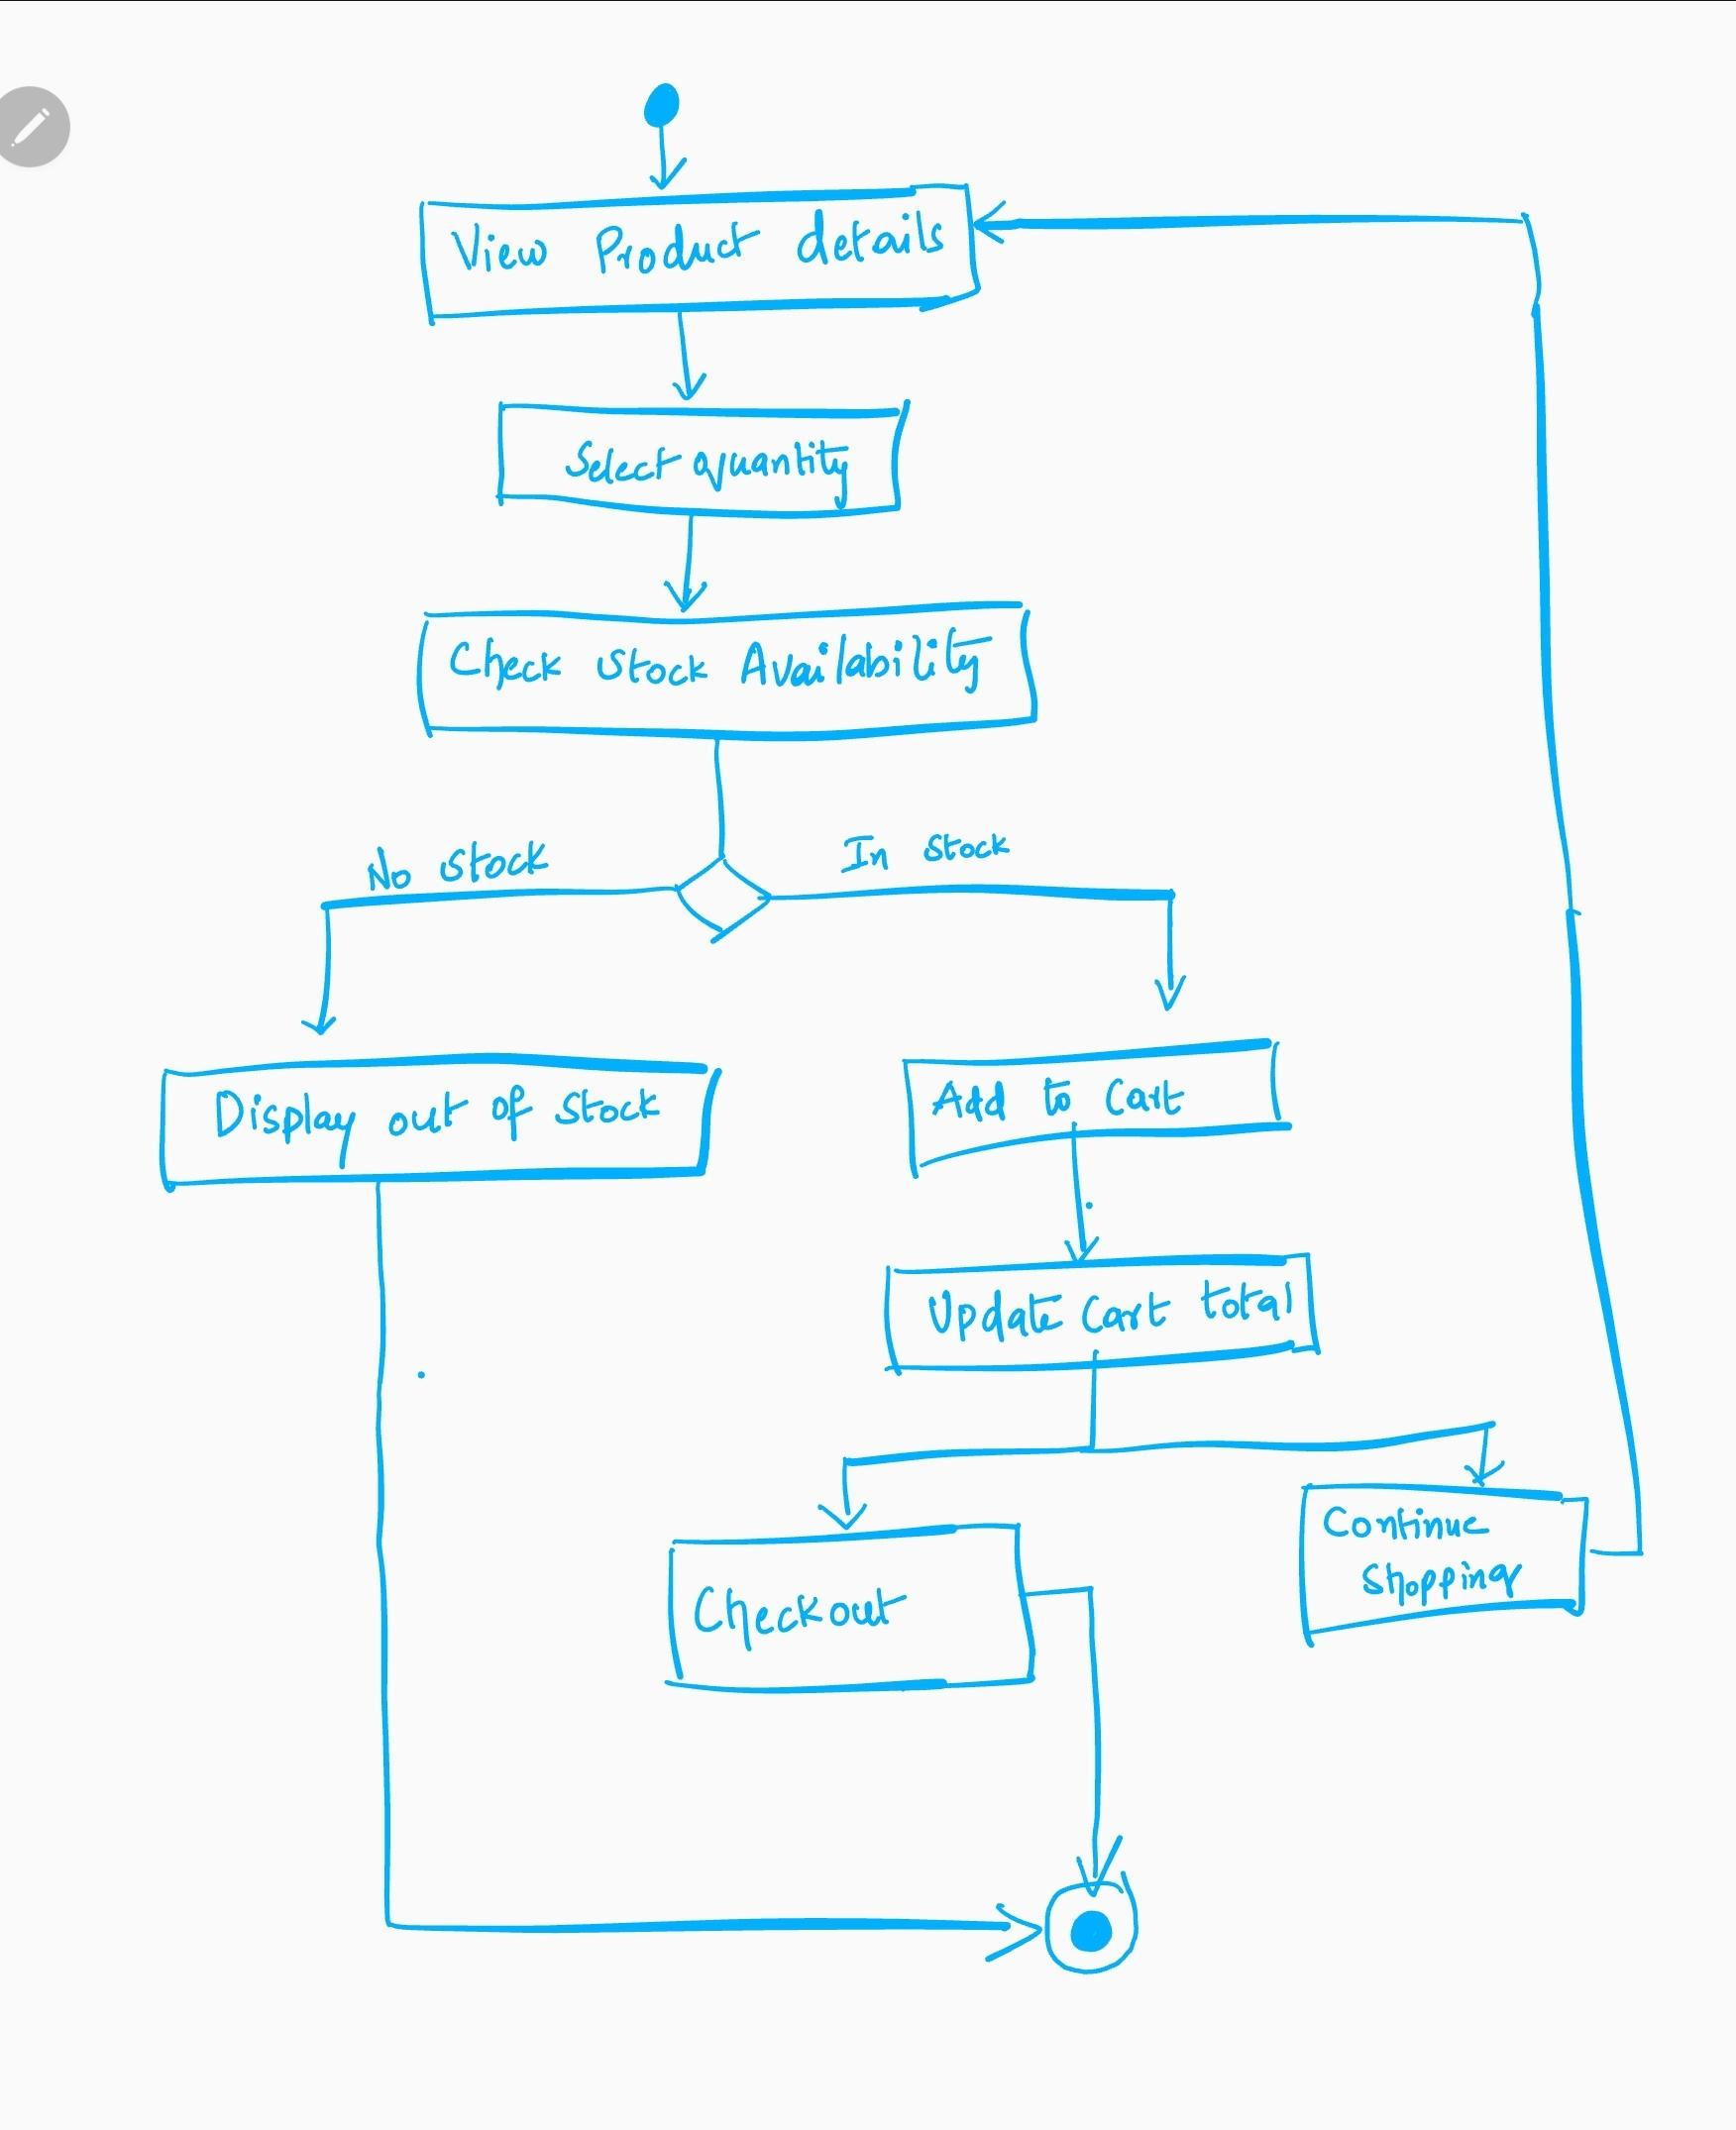 View Product details
Select quantity
Check stock Availability
No stock
In stock
Display out of stock
Add to Cart
Update Cart total
Checkout
Continue
shopping